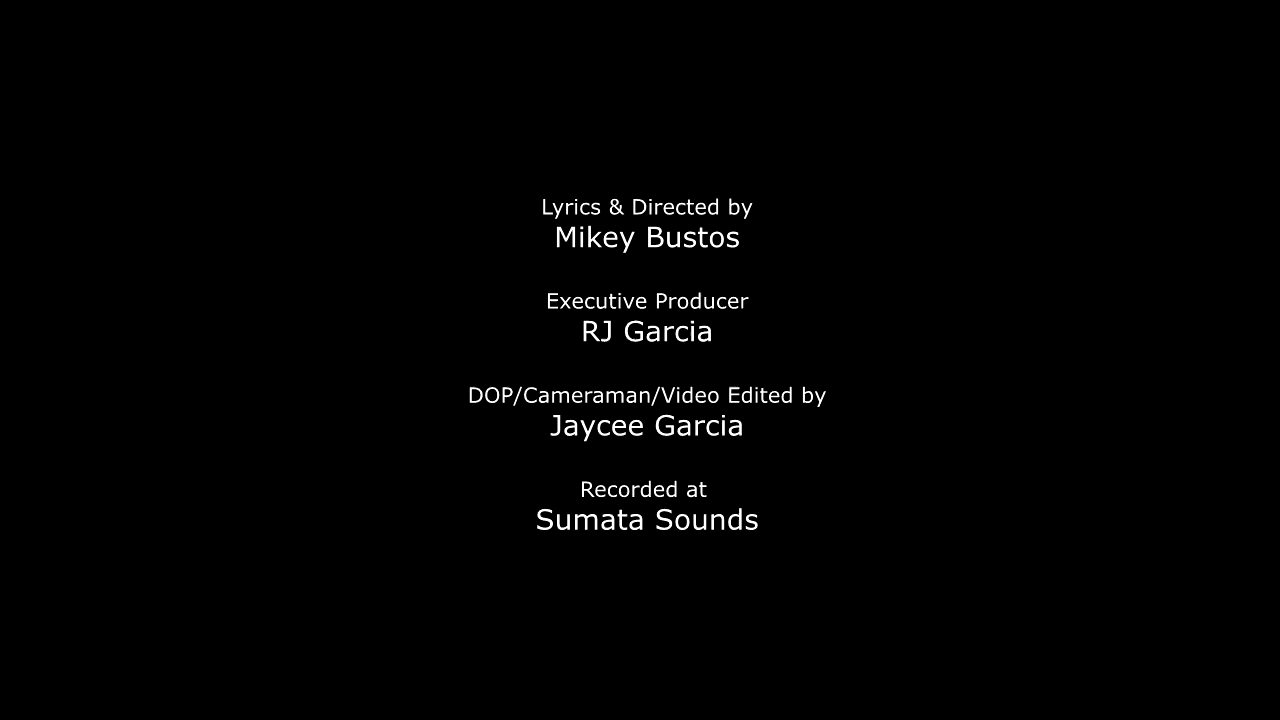 Lyrics & Directed by
Mikey Bustos
Executive Producer
RJ Garcia
DOP/Cameraman/Video Edited by
Jaycee Garcia
Recorded at
Sumata Sounds